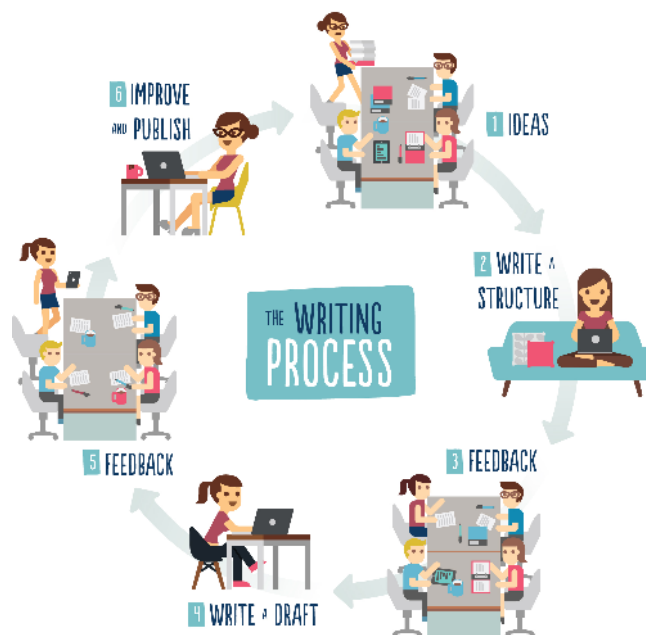 THE WRITING
PROCESS
1 IDEAS
2 WRITE A
STRUCTURE
3 FEEDBACK
4 WRITE A DRAFT
5 FEEDBACK
6 IMPROVE
AND PUBLISH